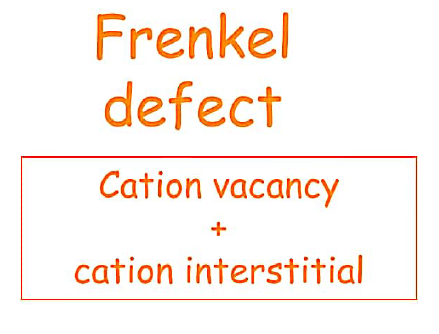 Frenkel
defect
Cation vacancy
+
cation interstitial